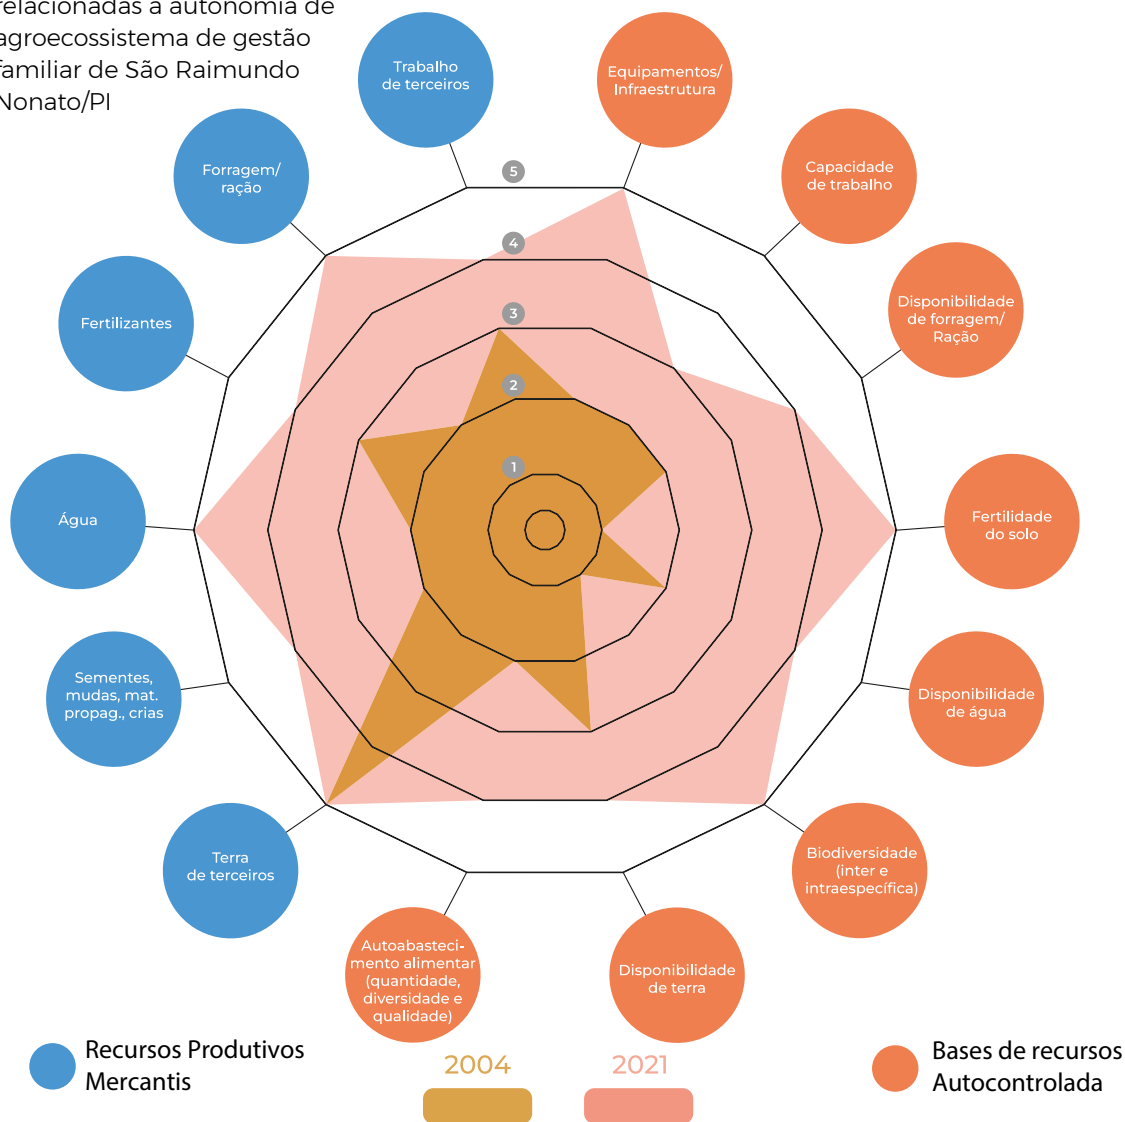 relacionadas à autonomia de
agroecossistema de gestão
familiar de São Raimundo
Nonato/PI
Trabalho
de terceiros
Equipamentos/
Infraestrutura
Forragem/
ração
Capacidade
de trabalho
Fertilizantes
Disponibilidade
de forragem/
Ração
Água
Fertilidade
do solo
Sementes,
mudas, mat.
propag., crias
Disponibilidade
de água
Terra
de terceiros
Biodiversidade
(inter e
intraespecífica)
Autoabasteci-
mento alimentar
(quantidade,
diversidade e
qualidade)
Disponibilidade
de terra
5
4
3
2
1
Recursos Produtivos
Mercantis
2004
2021
Bases de recursos
Autocontrolada